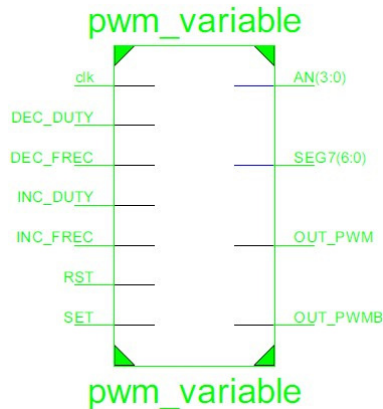 pwm_variable
clk
AN(3:0)
DEC_DUTY
DEC_FREC
SEG7(6:0)
INC_DUTY
INC_FREC
OUT_PWM
RST
SET
OUT_PWMB
pwm_variable